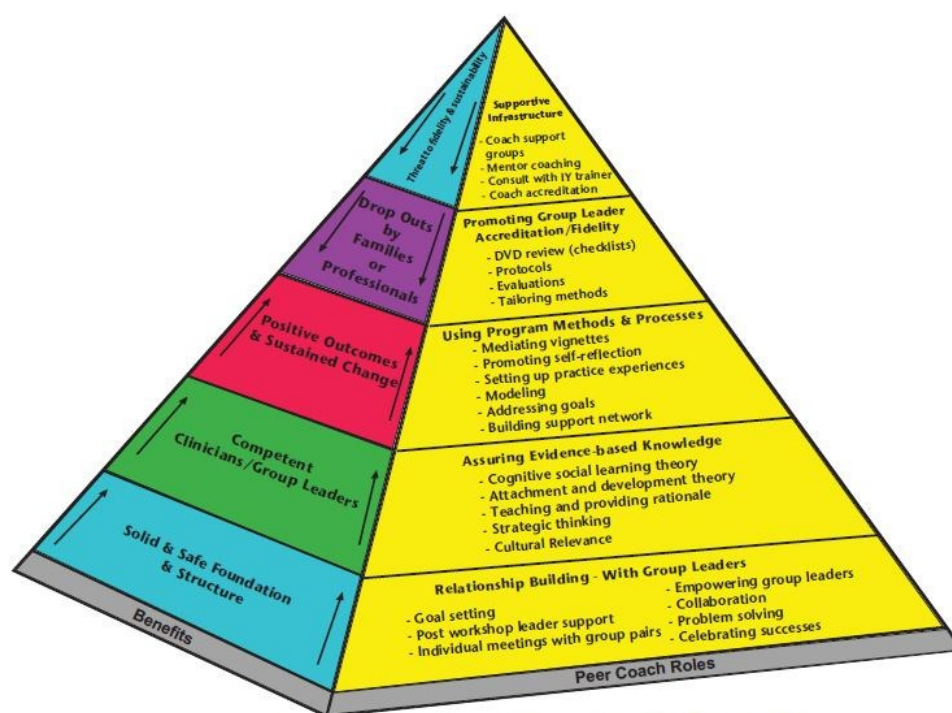 Threat to fidelity & sustainability
Drop Outs
by
Families
or
Professionals
Positive Outcomes
& Sustained Change
Competent
Clinicians/Group Leaders
Solid & Safe Foundation
& Structure
Benefits
Supportive
Infrastructure
- Coach support
groups
- Mentor coaching
- Consult with IY trainer
- Coach accreditation
Promoting Group Leader
Accreditation/Fidelity
- DVD review (checklists)
- Protocols
- Evaluations
- Tailoring methods
Using Program Methods & Processes
- Mediating vignettes
- Promoting self-reflection
- Setting up practice experiences
- Modeling
- Addressing goals
- Building support network
Assuring Evidence-based Knowledge
- Cognitive social learning theory
- Attachment and development theory
- Teaching and providing rationale
- Strategic thinking
- Cultural Relevance
Relationship Building - With Group Leaders
- Goal setting
- Post workshop leader support
- Individual meetings with group pairs
- Empowering group leaders
- Collaboration
- Problem solving
- Celebrating successes
Peer Coach Roles